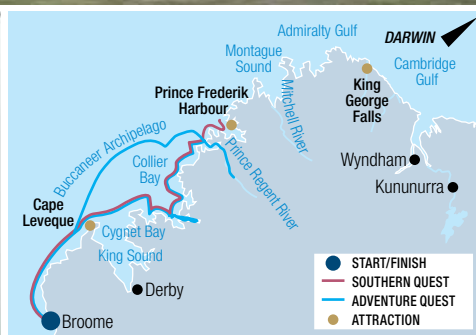 Admiralty Gulf
DARWIN
Montague
Sound
Cambridge
Gulf
Prince Frederik
Harbour
King
George
Falls
Mitchell River
Buccaneer Archipelago
Collier
Bay
Prince Regent River
Wyndham
Kununurra
Cape
Leveque
Cygnet Bay
King Sound
Derby
Broome
START/FINISH
SOUTHERN QUEST
ADVENTURE QUEST
ATTRACTION